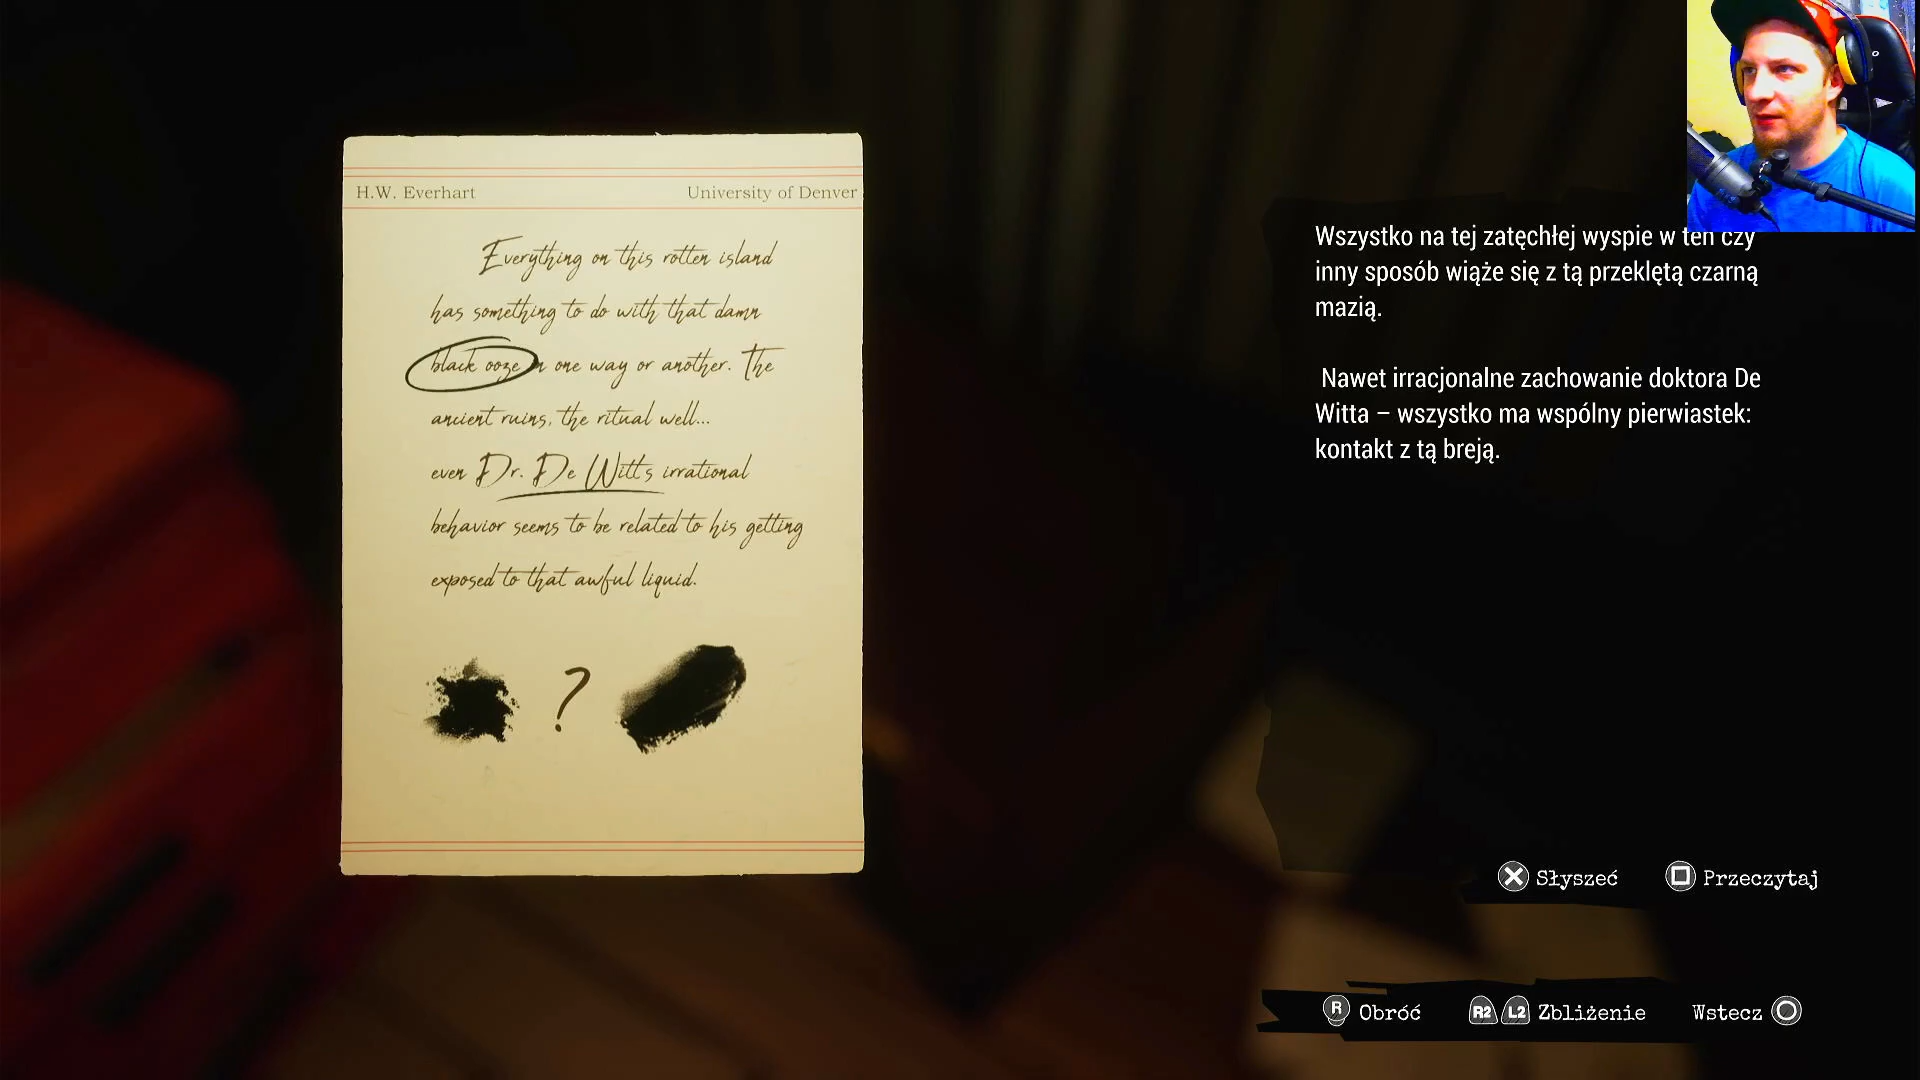 H.W. Everhart University of Denver
Everything on this rotten island
has something to do with that damn
black ooze in one way or another. The
ancient ruins, the ritual well...
even Dr. De Witt's irrational
behavior seems to be related to his getting
exposed to that awful liquid.
?
Wszystko na tej zatęchłej wyspie w ten czy
inny sposób wiąże się z tą przeklętą czarną
mazią.
Nawet irracjonalne zachowanie doktora De
Witta – wszystko ma wspólny pierwiastek:
kontakt z tą breją.
Słyszeć Przeczytaj
R Obróć R2 L2 Zbliżenie Wstecz